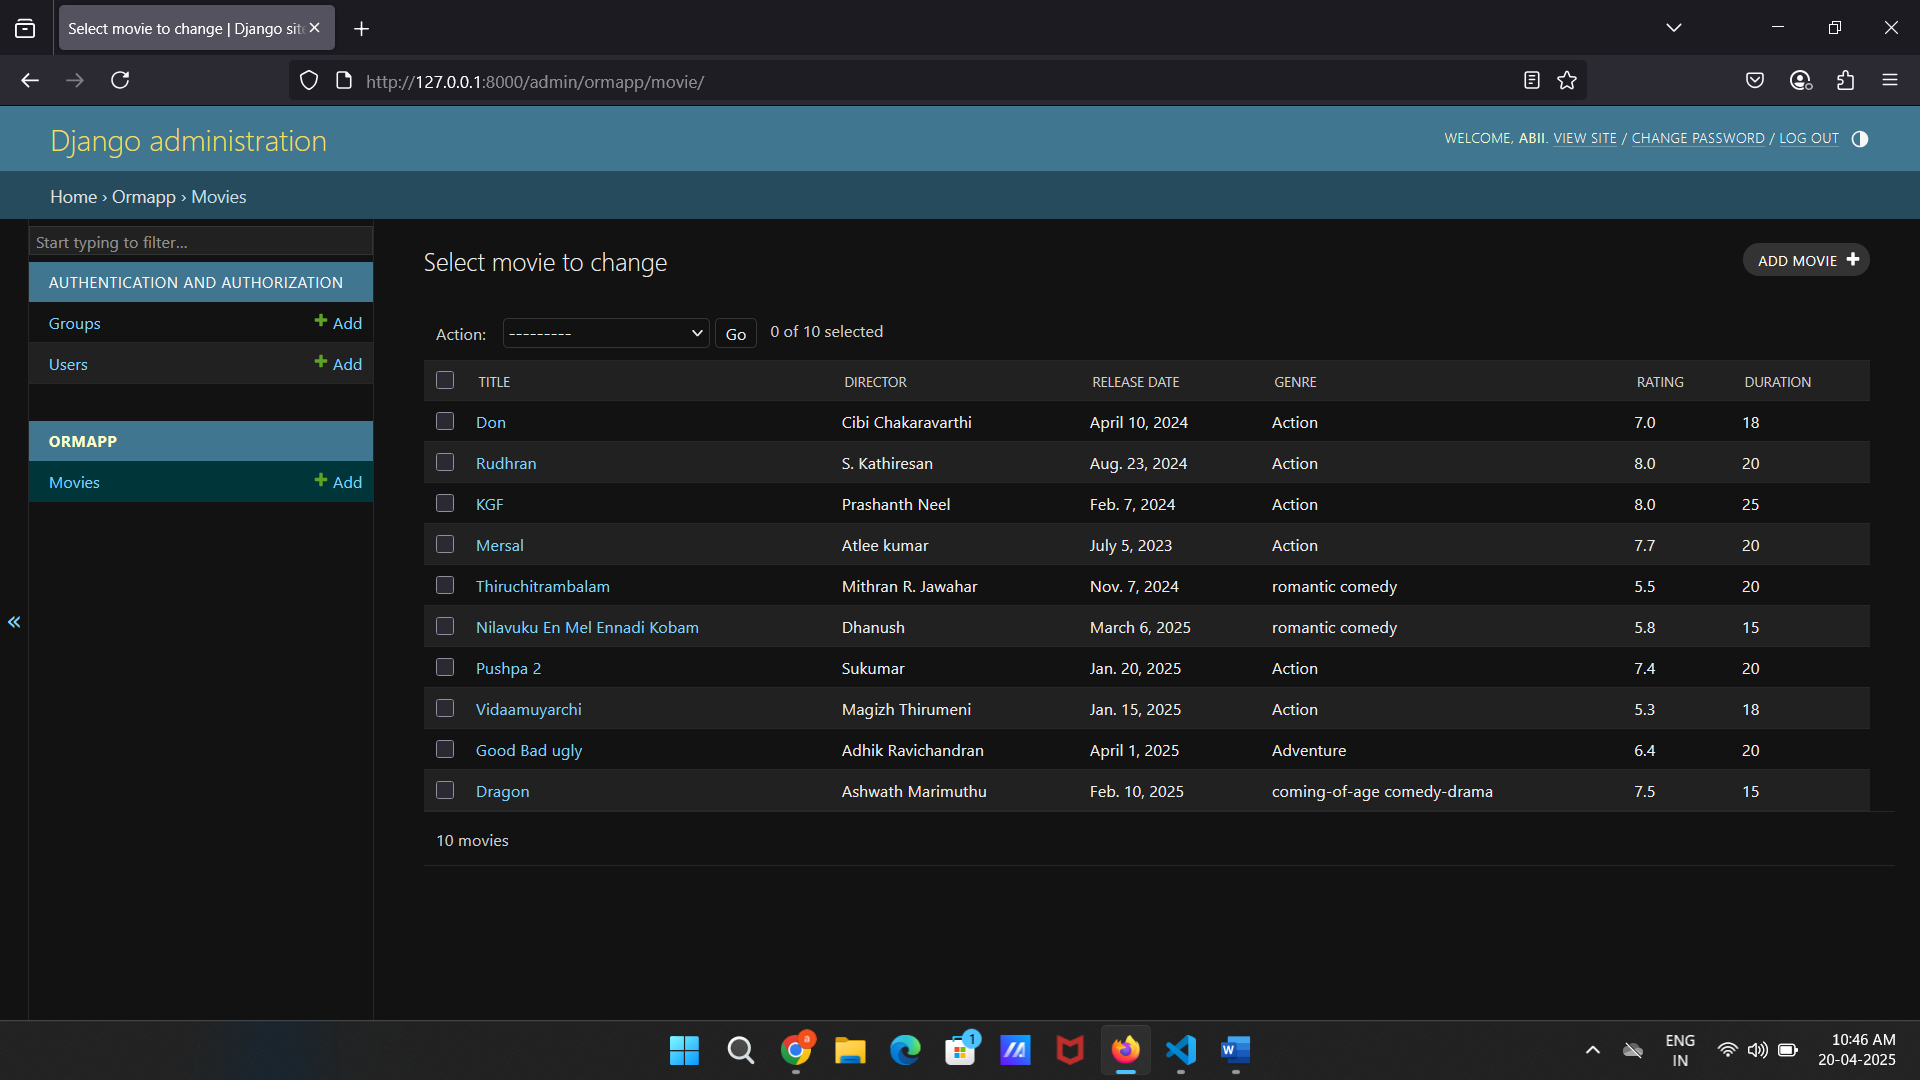 Select movie to change | Django sit
http://127.0.0.1:8000/admin/ormapp/movie/
Django administration
WELCOME, ABII. VIEW SITE / CHANGE PASSWORD / LOG OUT
Home › Ormapp › Movies
Start typing to filter...
AUTHENTICATION AND AUTHORIZATION
Groups + Add
Users + Add
ORMAPP
Movies + Add
«
Select movie to change
ADD MOVIE +
Action: --------- Go 0 of 10 selected
TITLE DIRECTOR RELEASE DATE GENRE RATING DURATION
Don Cibi Chakaravarthi April 10, 2024 Action 7.0 18
Rudhran S. Kathiresan Aug. 23, 2024 Action 8.0 20
KGF Prashanth Neel Feb. 7, 2024 Action 8.0 25
Mersal Atlee kumar July 5, 2023 Action 7.7 20
Thiruchitrambalam Mithran R. Jawahar Nov. 7, 2024 romantic comedy 5.5 20
Nilavuku En Mel Ennadi Kobam Dhanush March 6, 2025 romantic comedy 5.8 15
Pushpa 2 Sukumar Jan. 20, 2025 Action 7.4 20
Vidaamuyarchi Magizh Thirumeni Jan. 15, 2025 Action 5.3 18
Good Bad ugly Adhik Ravichandran April 1, 2025 Adventure 6.4 20
Dragon Ashwath Marimuthu Feb. 10, 2025 coming-of-age comedy-drama 7.5 15
10 movies
a
1
W
ENG
IN
10:46 AM
20-04-2025